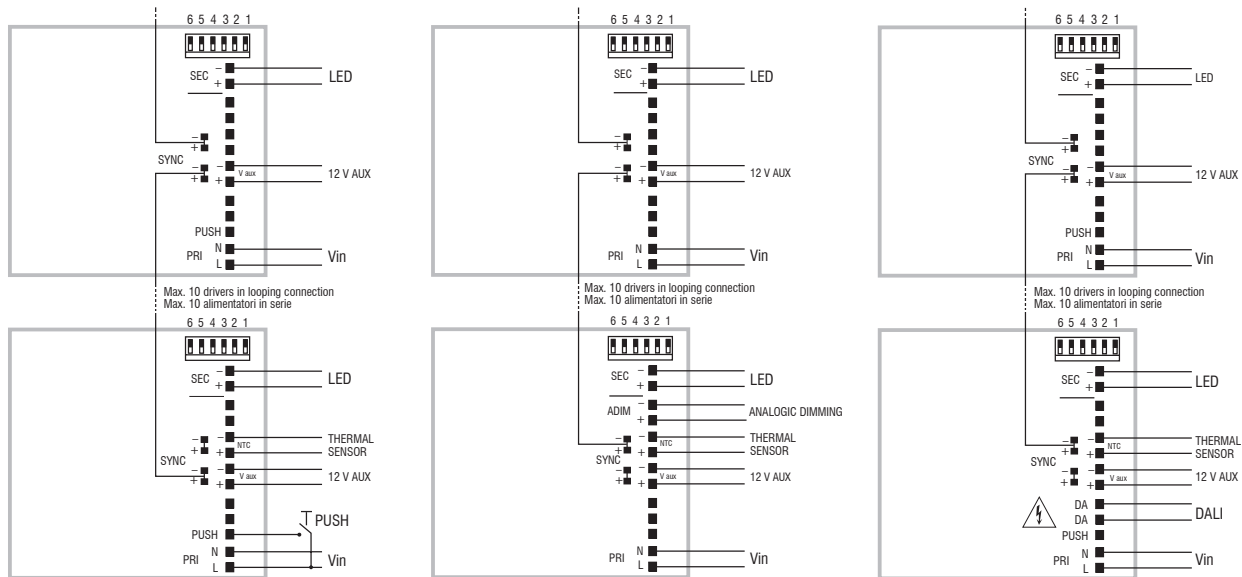 6 5 4 3 2 1
SEC
−
+
LED
−
+
SYNC
−
+
−
+
V aux
12 V AUX
PUSH
PRI
N
L
Vin
Max. 10 drivers in looping connection
Max. 10 alimentatori in serie
6 5 4 3 2 1
SEC
−
+
LED
−
+
SYNC
−
+
−
+
NTC
THERMAL
SENSOR
−
+
V aux
12 V AUX
PUSH
PUSH
PRI
N
L
Vin
6 5 4 3 2 1
SEC
−
+
LED
−
+
−
+
−
+
V aux
12 V AUX
PRI
N
L
Vin
Max. 10 drivers in looping connection
Max. 10 alimentatori in serie
6 5 4 3 2 1
SEC
−
+
LED
ADIM
−
+
ANALOGIC DIMMING
−
+
SYNC
−
+
−
+
NTC
THERMAL
SENSOR
−
+
V aux
12 V AUX
PRI
N
L
Vin
6 5 4 3 2 1
SEC
−
+
LED
−
+
SYNC
−
+
−
+
V aux
12 V AUX
PUSH
PRI
N
L
Vin
Max. 10 drivers in looping connection
Max. 10 alimentatori in serie
6 5 4 3 2 1
SEC
−
+
LED
−
+
SYNC
−
+
−
+
NTC
THERMAL
SENSOR
−
+
V aux
12 V AUX
DA
DA
DALI
PUSH
PRI
N
L
Vin